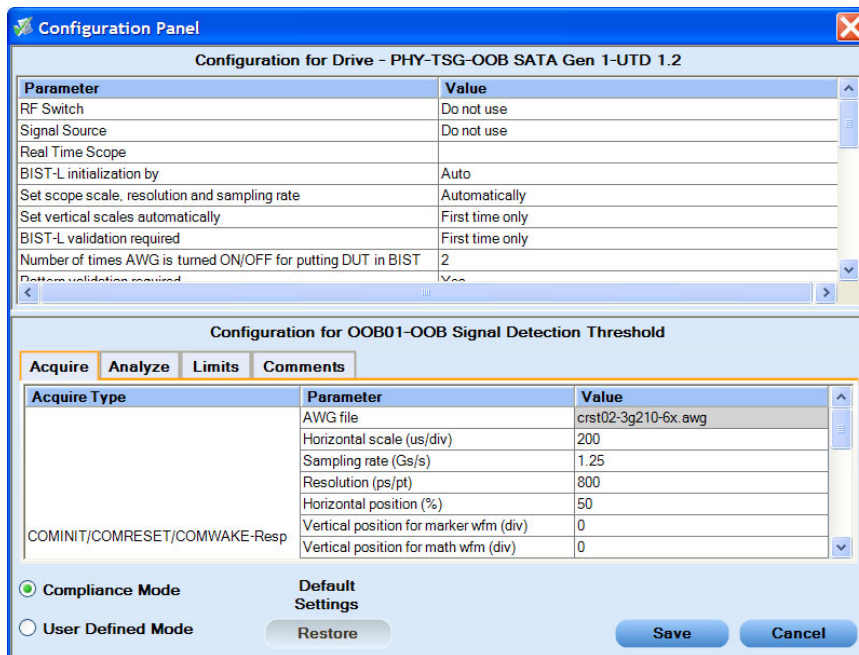 Configuration Panel
Configuration for Drive - PHY-TSG-OOB SATA Gen 1-UTD 1.2
Parameter Value
RF Switch Do not use
Signal Source Do not use
Real Time Scope
BIST-L initialization by Auto
Set scope scale, resolution and sampling rate Automatically
Set vertical scales automatically First time only
BIST-L validation required First time only
Number of times AWG is turned ON/OFF for putting DUT in BIST 2
Pattern validation required Yes
Configuration for OOB01-OOB Signal Detection Threshold
Acquire Analyze Limits Comments
Acquire Type Parameter Value
AWG file crst02-3g210-6x.awg
Horizontal scale (us/div) 200
Sampling rate (Gs/s) 1.25
Resolution (ps/pt) 800
Horizontal position (%) 50
Vertical position for marker wfm (div) 0
COMINIT/COMRESET/COMWAKE-Resp
Vertical position for math wfm (div) 0
Compliance Mode
Default
Settings
User Defined Mode
Restore Save Cancel